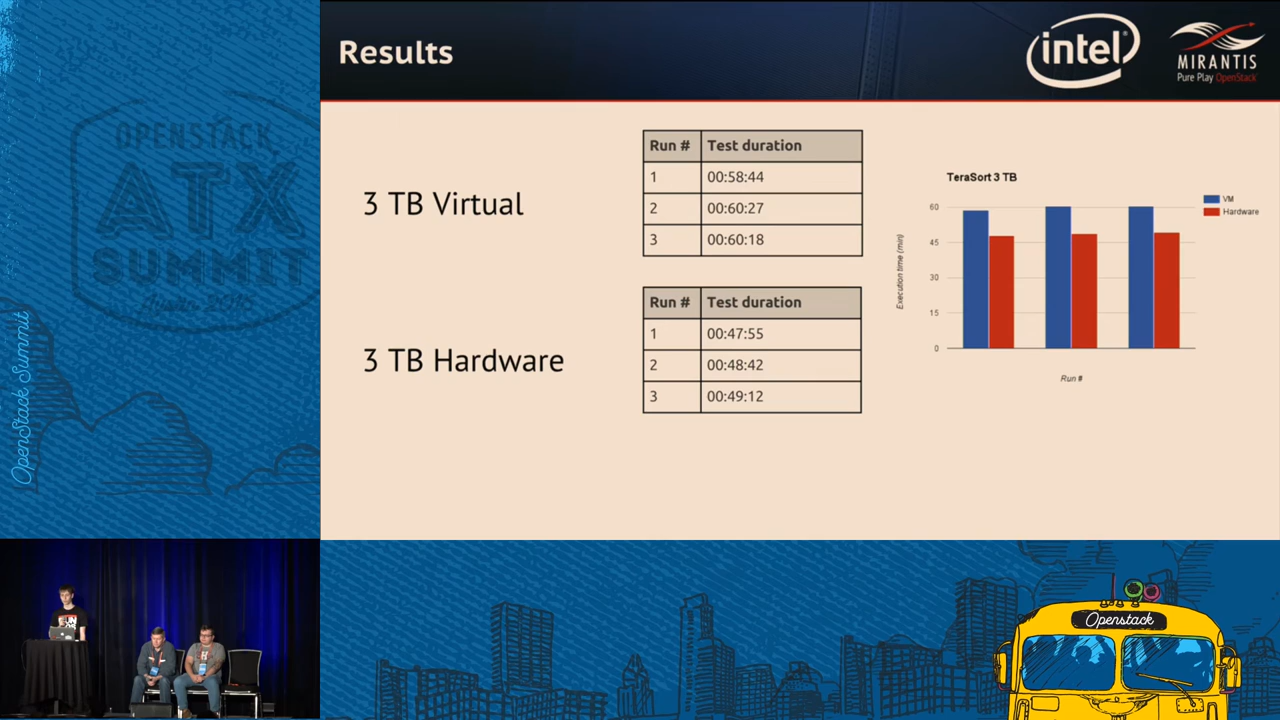 Results
intel
MIRANTIS
Pure Play OpenStack
OPENSTACK
ATX
SUMMIT
OpenStack Summit
3 TB Virtual
Run # Test duration
1 00:58:44
2 00:60:27
3 00:60:18
3 TB Hardware
Run # Test duration
1 00:47:55
2 00:48:42
3 00:49:12
TeraSort 3 TB
VM
Hardware
Execution time (min)
60
45
30
15
0
Run #
Openstack